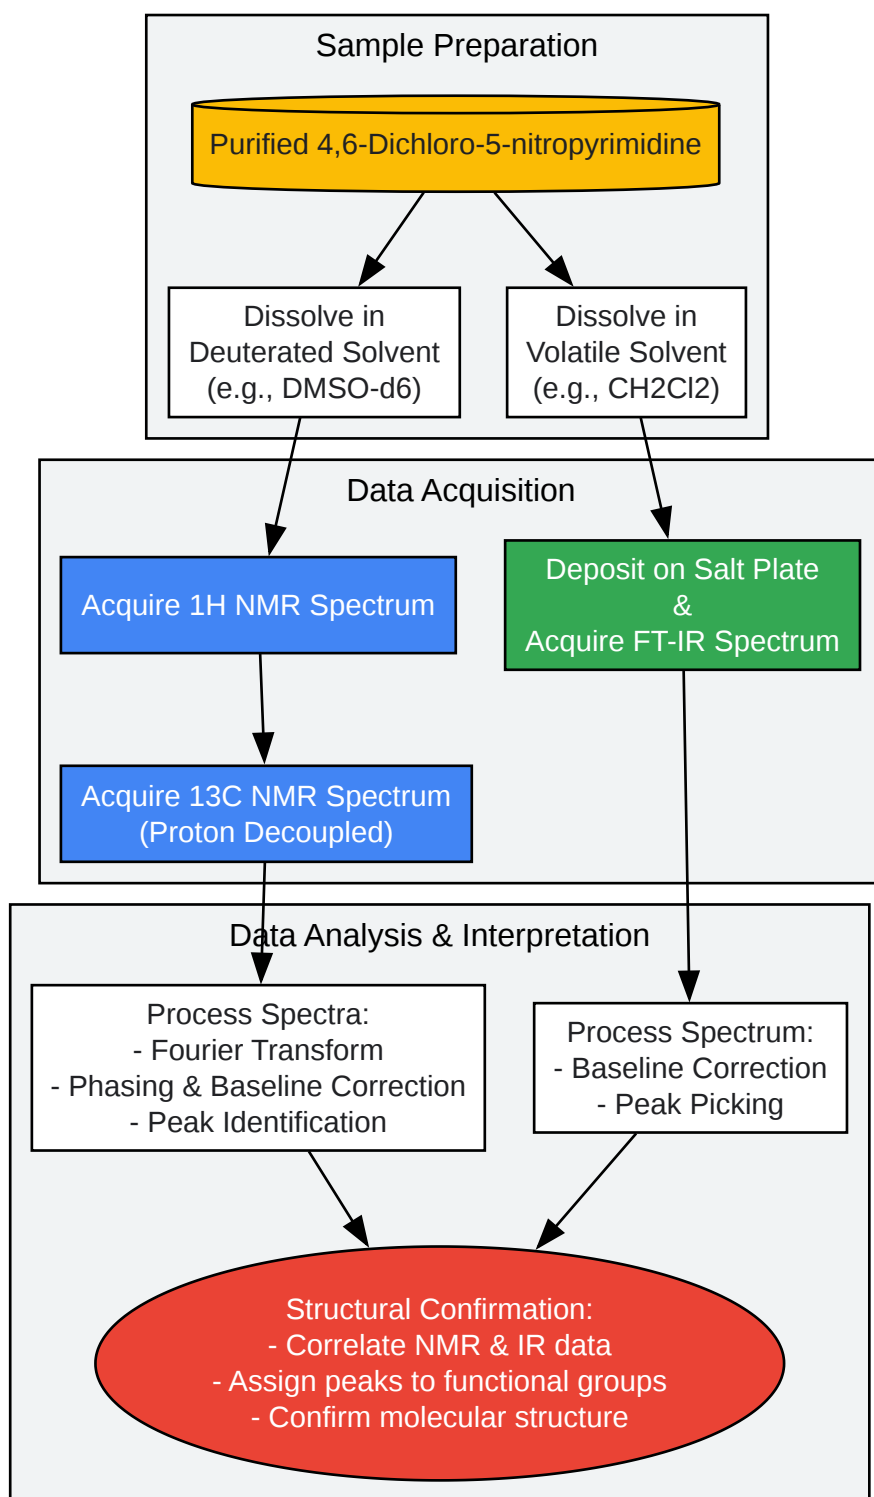 Sample Preparation
Purified 4,6-Dichloro-5-nitropyrimidine
Dissolve in
Deuterated Solvent
(e.g., DMSO-d6)
Dissolve in
Volatile Solvent
(e.g., CH2Cl2)
Data Acquisition
Acquire 1H NMR Spectrum
Deposit on Salt Plate
&
Acquire FT-IR Spectrum
Acquire 13C NMR Spectrum
(Proton Decoupled)
Data Analysis & Interpretation
Process Spectra:
- Fourier Transform
- Phasing & Baseline Correction
- Peak Identification
Process Spectrum:
- Baseline Correction
- Peak Picking
Structural Confirmation:
- Correlate NMR & IR data
- Assign peaks to functional groups
- Confirm molecular structure